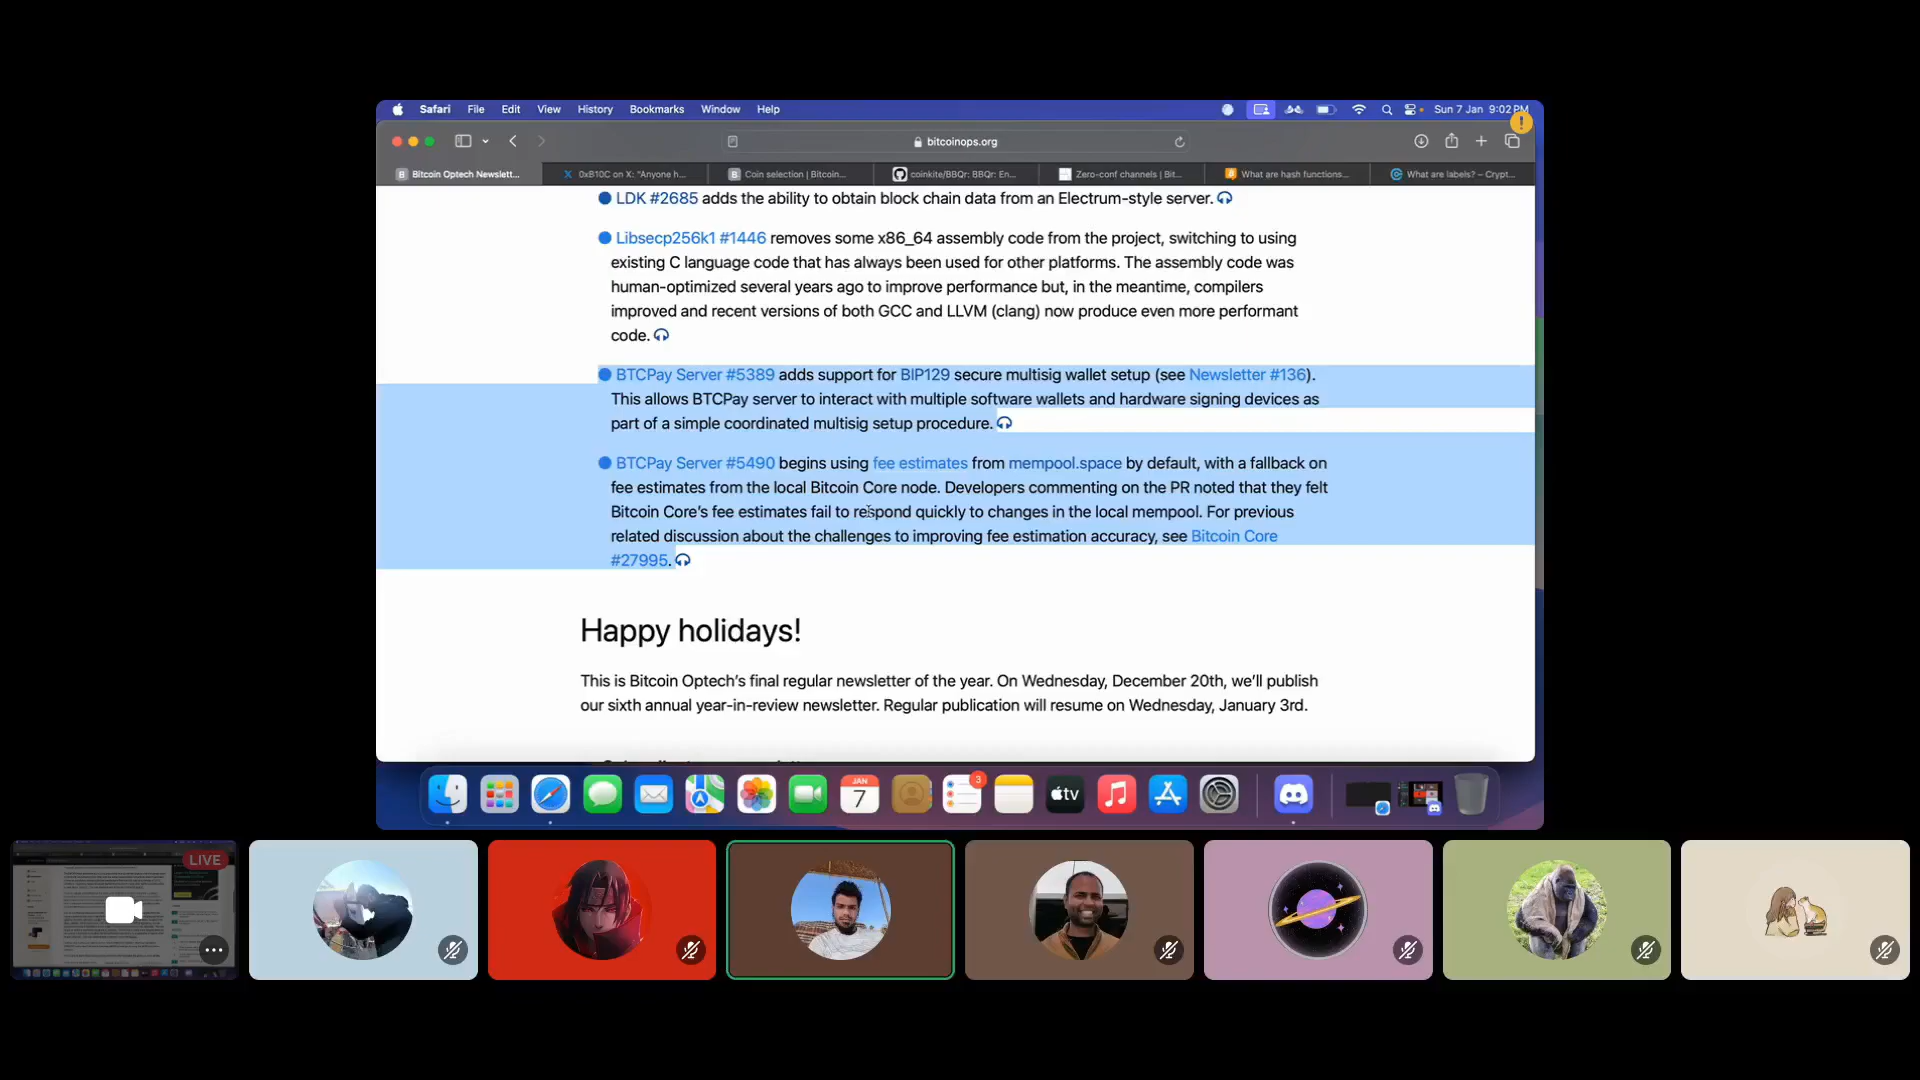 Safari File Edit View History Bookmarks Window Help Sun 7 Jan 9:02 PM
bitcoinops.org
Bitcoin Optech Newslett... 0xB10C on X: "Anyone h... Coin selection | Bitcoin... coinkite/BBQr: BBQr: En... Zero-conf channels | Bit... What are hash functions... What are labels? – Crypt...
LDK #2685 adds the ability to obtain block chain data from an Electrum-style server.
Libsecp256k1 #1446 removes some x86_64 assembly code from the project, switching to using
existing C language code that has always been used for other platforms. The assembly code was
human-optimized several years ago to improve performance but, in the meantime, compilers
improved and recent versions of both GCC and LLVM (clang) now produce even more performant
code.
BTCPay Server #5389 adds support for BIP129 secure multisig wallet setup (see Newsletter #136).
This allows BTCPay server to interact with multiple software wallets and hardware signing devices as
part of a simple coordinated multisig setup procedure.
BTCPay Server #5490 begins using fee estimates from mempool.space by default, with a fallback on
fee estimates from the local Bitcoin Core node. Developers commenting on the PR noted that they felt
Bitcoin Core's fee estimates fail to respond quickly to changes in the local mempool. For previous
related discussion about the challenges to improving fee estimation accuracy, see Bitcoin Core
#27995.
Happy holidays!
This is Bitcoin Optech's final regular newsletter of the year. On Wednesday, December 20th, we'll publish
our sixth annual year-in-review newsletter. Regular publication will resume on Wednesday, January 3rd.
JAN
7
3
tv
LIVE